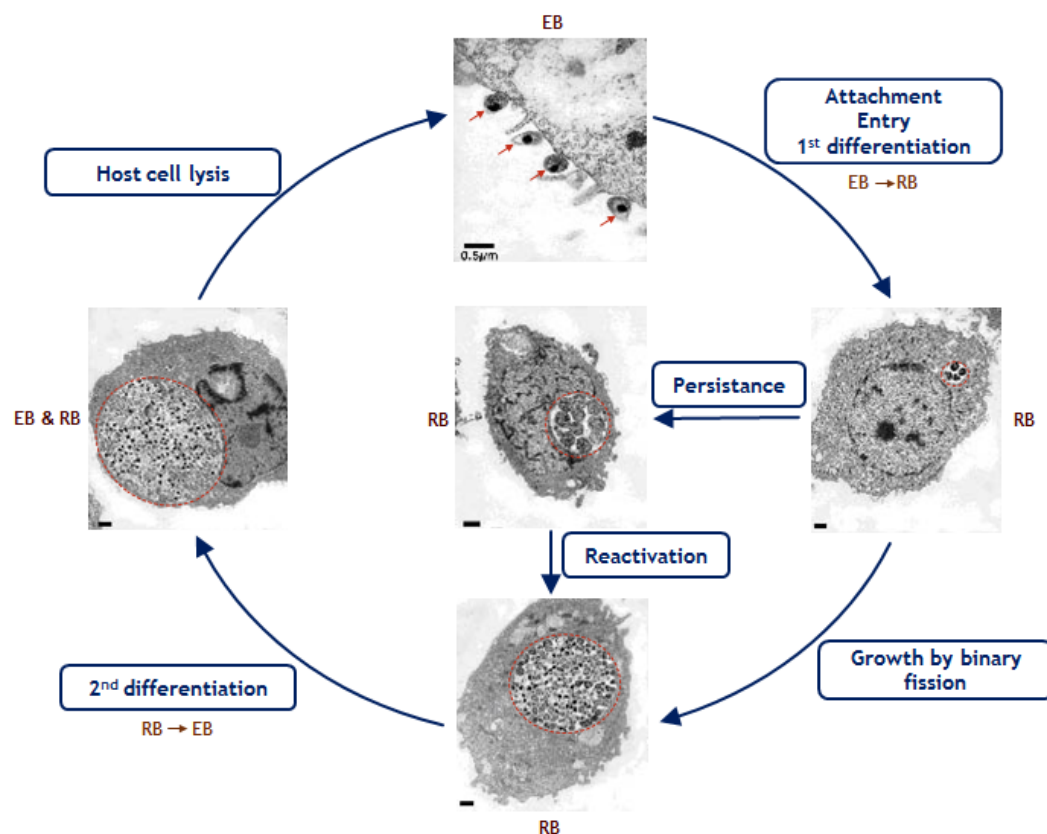 EB
Attachment
Entry
1st differentiation
EB → RB
Host cell lysis
0.5μm
EB & RB
RB
Persistance
RB
Reactivation
2nd differentiation
RB → EB
Growth by binary
fission
RB